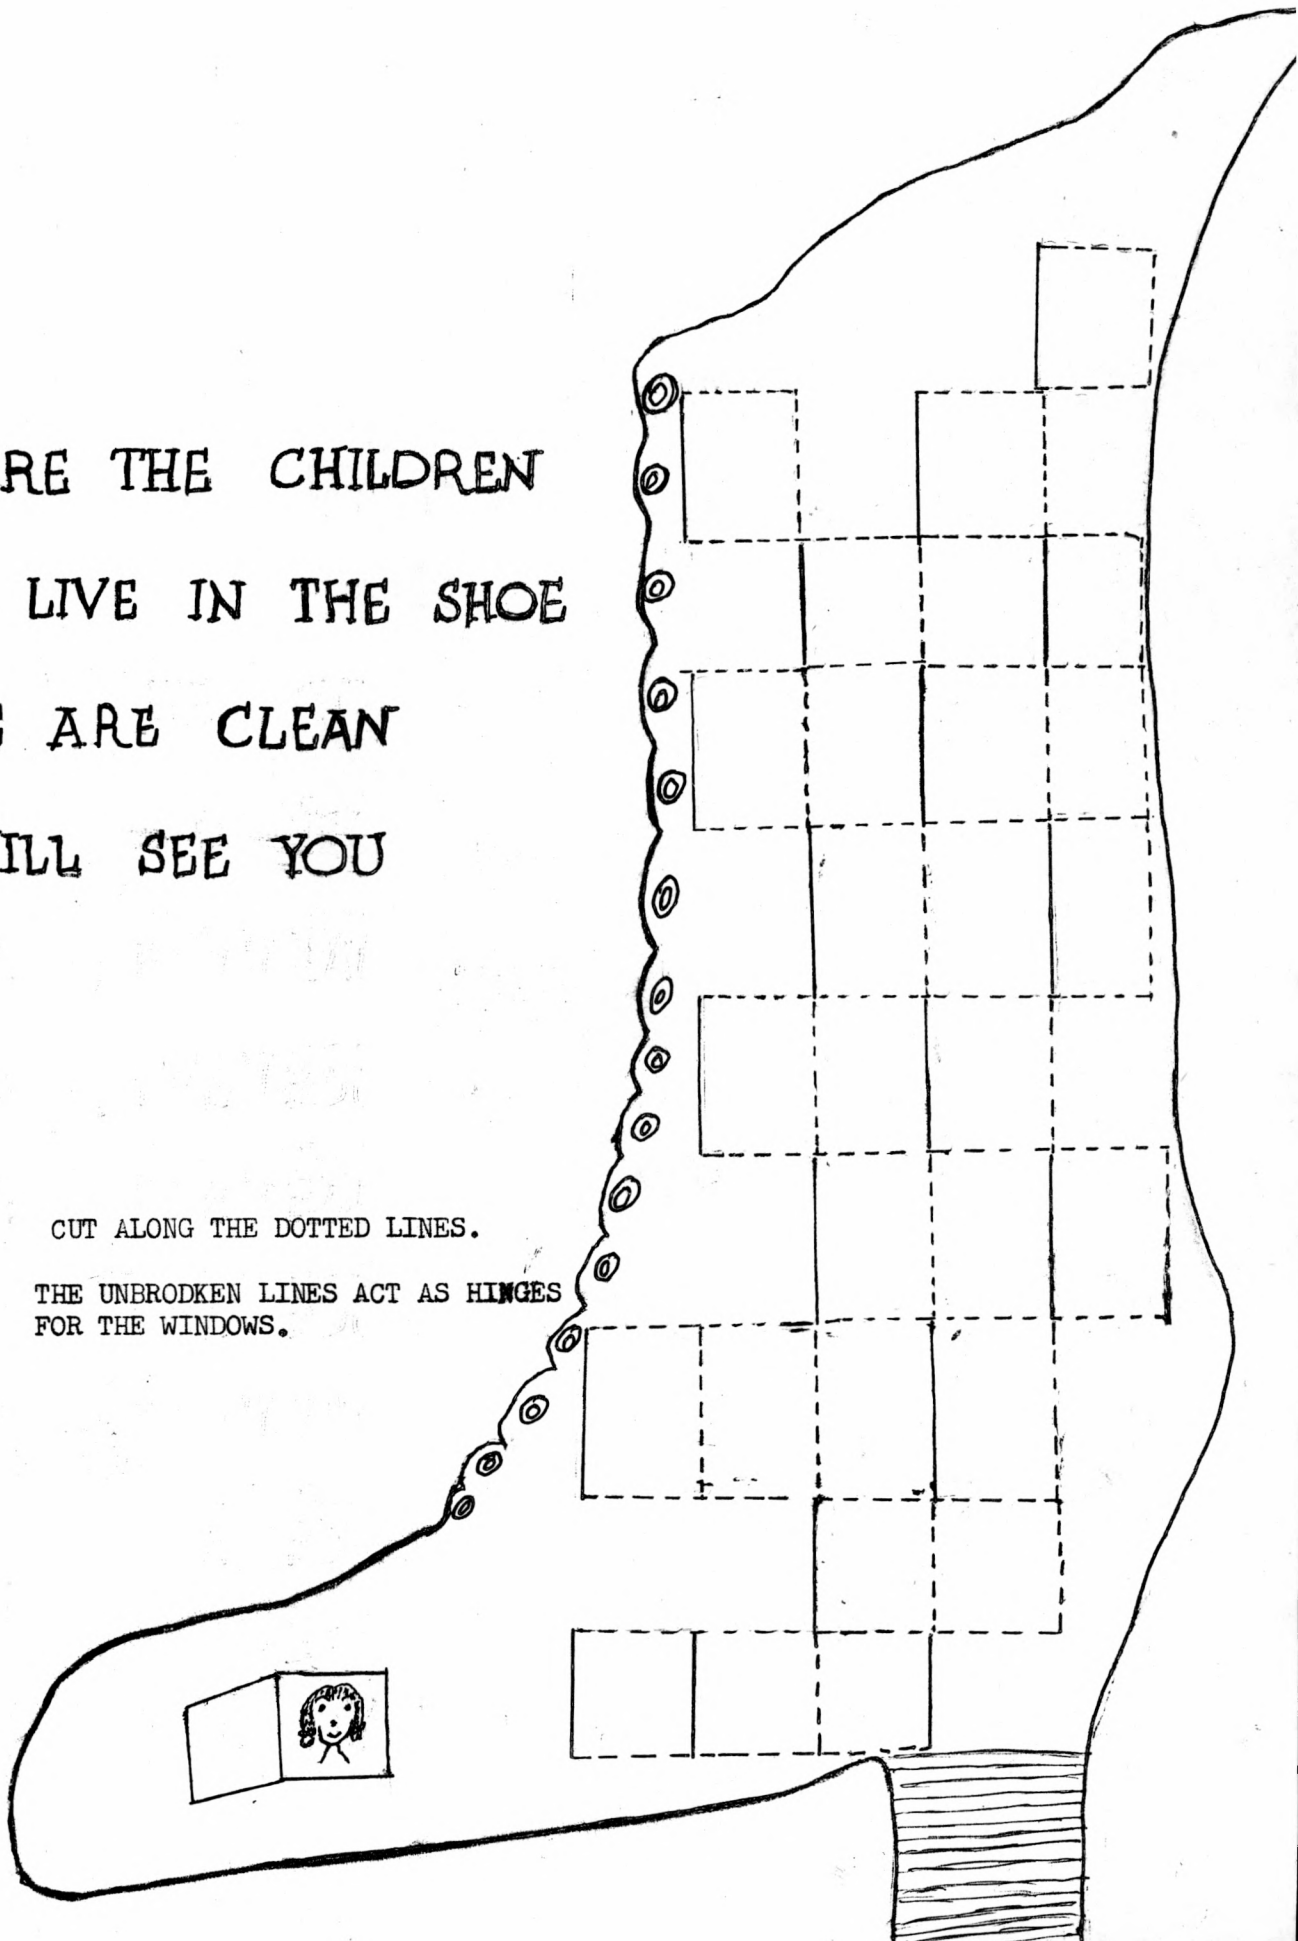 RE THE CHILDREN
LIVE IN THE SHOE
ARE CLEAN
ILL SEE YOU
CUT ALONG THE DOTTED LINES.
THE UNBRODKEN LINES ACT AS HINGES
FOR THE WINDOWS.